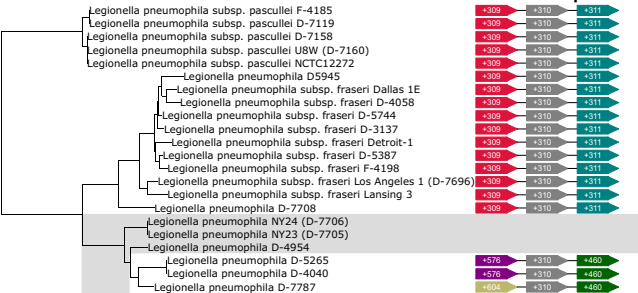 Legionella pneumophila subsp. pascullei F-4185 +309 +310 +311
Legionella pneumophila subsp. pascullei D-7119 +309 +310 +311
Legionella pneumophila subsp. pascullei D-7158 +309 +310 +311
Legionella pneumophila subsp. pascullei U8W (D-7160) +309 +310 +311
Legionella pneumophila subsp. pascullei NCTC12272 +309 +310 +311
Legionella pneumophila D5945 +309 +310 +311
Legionella pneumophila subsp. fraseri Dallas 1E +309 +310 +311
Legionella pneumophila subsp. fraseri D-4058 +309 +310 +311
Legionella pneumophila subsp. fraseri D-5744 +309 +310 +311
Legionella pneumophila subsp. fraseri D-3137 +309 +310 +311
Legionella pneumophila subsp. fraseri Detroit-1 +309 +310 +311
Legionella pneumophila subsp. fraseri D-5387 +309 +310 +311
Legionella pneumophila subsp. fraseri F-4198 +309 +310 +311
Legionella pneumophila subsp. fraseri Los Angeles 1 (D-7696) +309 +310 +311
Legionella pneumophila subsp. fraseri Lansing 3 +309 +310 +311
Legionella pneumophila D-7708 +309 +310 +311
Legionella pneumophila NY24 (D-7706)
Legionella pneumophila NY23 (D-7705)
Legionella pneumophila D-4954
Legionella pneumophila D-5265 +576 +310 +460
Legionella pneumophila D-4040 +576 +310 +460
Legionella pneumophila D-7787 +604 +310 +460